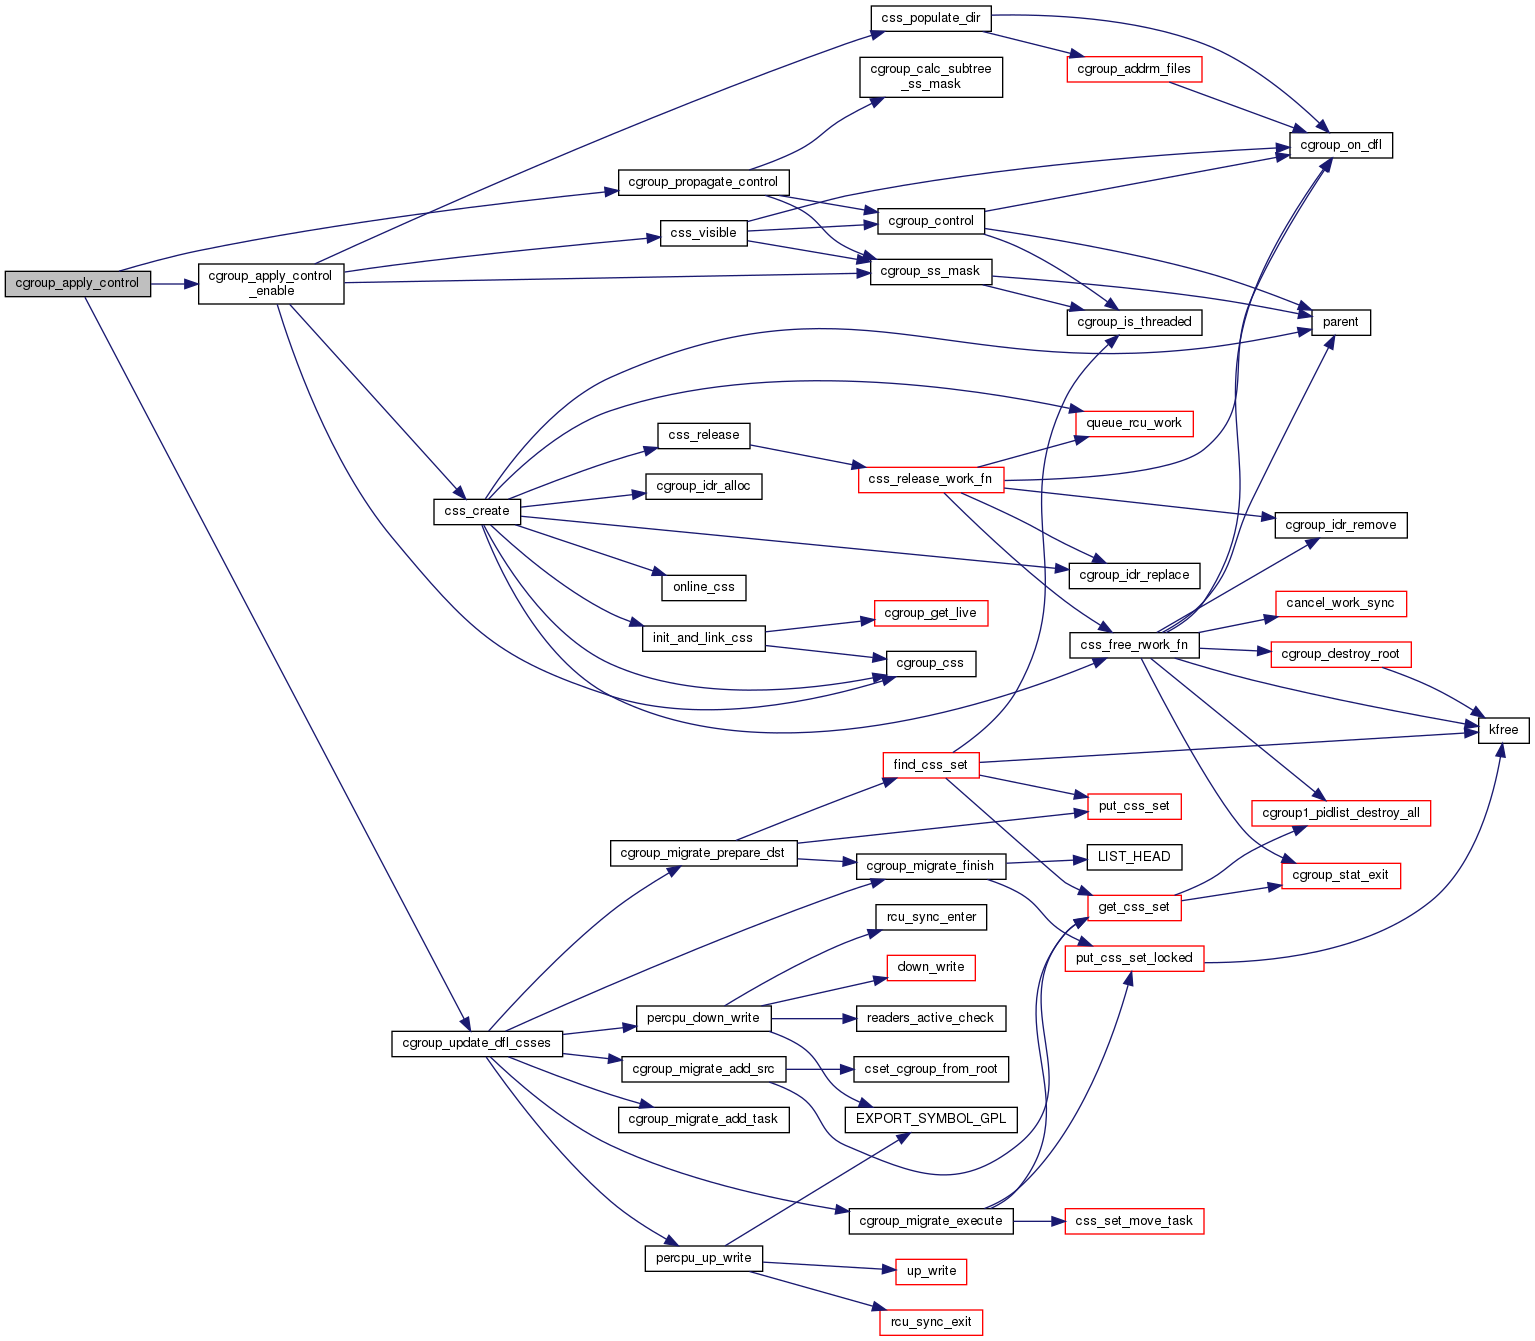 css_populate_dir
cgroup_addrm_files
cgroup_calc_subtree
_ss_mask
cgroup_on_dfl
cgroup_propagate_control
cgroup_control
css_visible
cgroup_ss_mask
cgroup_apply_control
cgroup_apply_control
_enable
cgroup_is_threaded
parent
queue_rcu_work
css_release
css_release_work_fn
cgroup_idr_alloc
css_create
cgroup_idr_remove
cgroup_idr_replace
online_css
cancel_work_sync
cgroup_get_live
init_and_link_css
css_free_rwork_fn
cgroup_destroy_root
cgroup_css
kfree
find_css_set
put_css_set
cgroup1_pidlist_destroy_all
cgroup_migrate_prepare_dst
LIST_HEAD
cgroup_migrate_finish
cgroup_stat_exit
get_css_set
rcu_sync_enter
put_css_set_locked
down_write
percpu_down_write
readers_active_check
cgroup_update_dfl_csses
cgroup_migrate_add_src
cset_cgroup_from_root
cgroup_migrate_add_task
EXPORT_SYMBOL_GPL
cgroup_migrate_execute
css_set_move_task
percpu_up_write
up_write
rcu_sync_exit